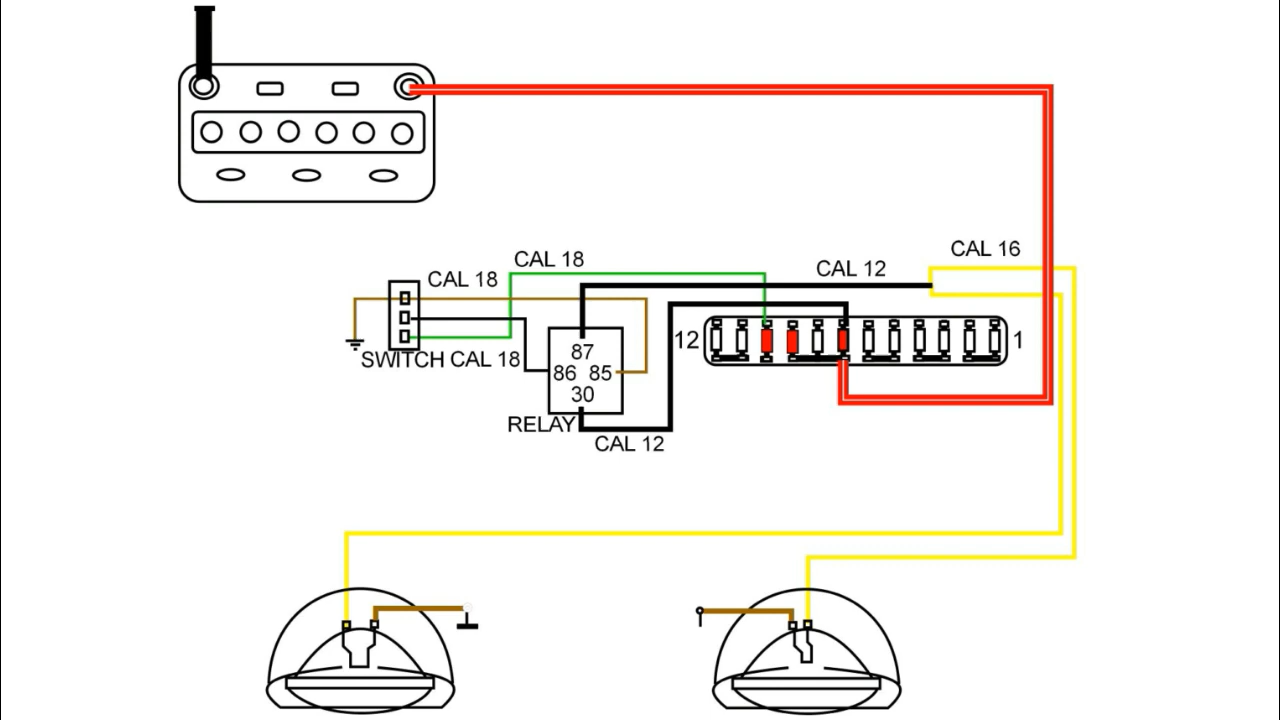 CAL 16
CAL 18
CAL 12
CAL 18
12
1
SWITCH CAL 18
87
86 85
30
RELAY
CAL 12